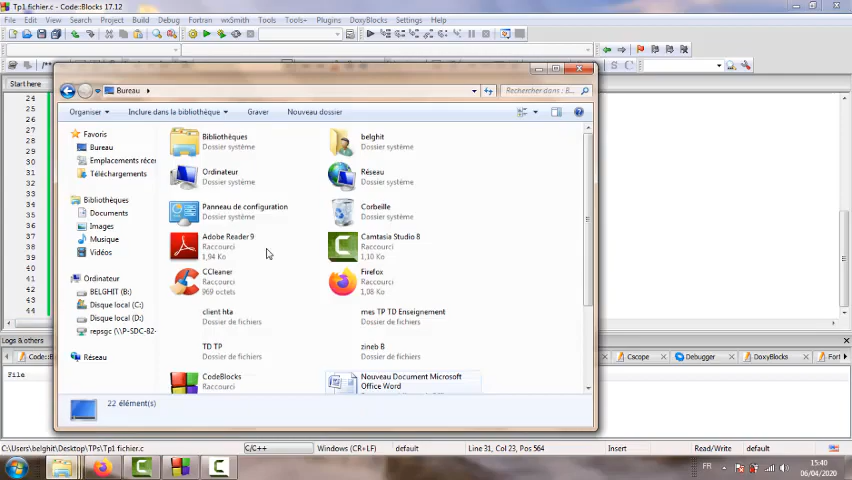 Tp1 fichier.c - Code::Blocks 17.12
File Edit View Search Project Build Debug Fortran wxSmith Tools Tools+ Plugins DoxyBlocks Settings Help
Start here
Bureau
Rechercher dans : B...
Organiser Inclure dans la bibliothèque Graver Nouveau dossier
Favoris
Bureau
Emplacements récen
Téléchargements
Bibliothèques
Documents
Images
Musique
Vidéos
Ordinateur
BELGHIT (B:)
Disque local (C:)
Disque local (D:)
repsgc (\\P-SDC-B2-
Réseau
Bibliothèques
Dossier système
belghit
Dossier système
Ordinateur
Dossier système
Réseau
Dossier système
Panneau de configuration
Dossier système
Corbeille
Dossier système
Adobe Reader 9
Raccourci
1,94 Ko
Camtasia Studio 8
Raccourci
1,10 Ko
CCleaner
Raccourci
969 octets
Firefox
Raccourci
1,08 Ko
client hta
Dossier de fichiers
mes TP TD Enseignement
Dossier de fichiers
TD TP
Dossier de fichiers
zineb B
Dossier de fichiers
CodeBlocks
Raccourci
Nouveau Document Microsoft
Office Word
22 élément(s)
24
25
26
27
28
29
30
31
32
33
34
35
36
37
38
39
40
41
42
43
44
Logs & others
Code::B
Cscope Debugger DoxyBlocks Fort
File
C:\Users\belghit\Desktop\TPs\Tp1 fichier.c C/C++ Windows (CR+LF) default Line 31, Col 23, Pos 564 Insert Read/Write default
FR
15:40
06/04/2020